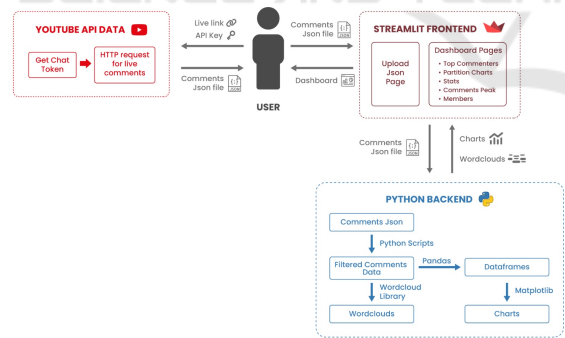 YOUTUBE API DATA
Get Chat
Token
HTTP request
for live
comments
Live link
API Key
Comments
Json file
USER
Comments
Json file
JSON
Dashboard
STREAMLIT FRONTEND
Upload
Json
Page
Dashboard Pages
• Top Commenters
• Partition Charts
• Stats
• Comments Peak
• Members
Comments
Json file
JSON
Charts
Wordclouds
PYTHON BACKEND
Comments Json
Python Scripts
Filtered Comments
Data
Pandas
Dataframes
Wordcloud
Library
Matplotlib
Wordclouds
Charts